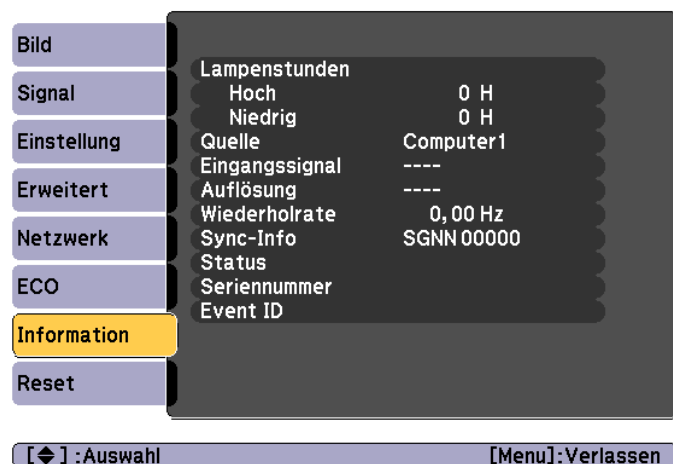 Bild
Signal
Einstellung
Erweitert
Netzwerk
ECO
Information
Reset
Lampenstunden
Hoch 0 H
Niedrig 0 H
Quelle Computer1
Eingangssignal ----
Auflösung ----
Wiederholrate 0,00 Hz
Sync-Info SGNN 00000
Status
Seriennummer
Event ID
[◆] :Auswahl [Menu]:Verlassen